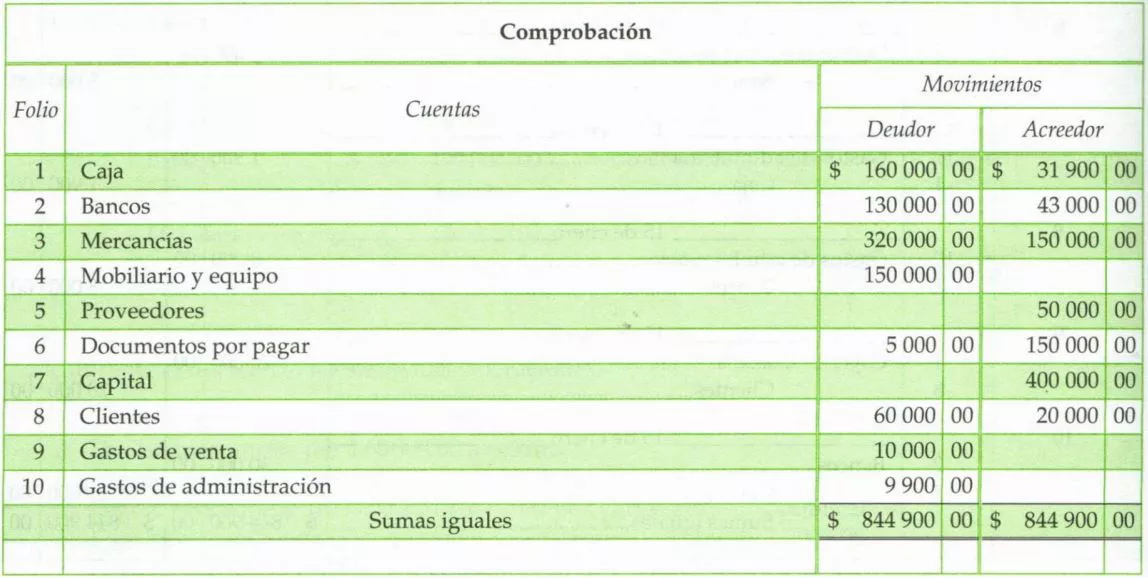 Comprobación
Folio Cuentas Movimientos
Deudor Acreedor
1 Caja $ 160 000 00 $ 31 900 00
2 Bancos 130 000 00 43 000 00
3 Mercancías 320 000 00 150 000 00
4 Mobiliario y equipo 150 000 00
5 Proveedores 50 000 00
6 Documentos por pagar 5 000 00 150 000 00
7 Capital 400 000 00
8 Clientes 60 000 00 20 000 00
9 Gastos de venta 10 000 00
10 Gastos de administración 9 900 00
Sumas iguales $ 844 900 00 $ 844 900 00